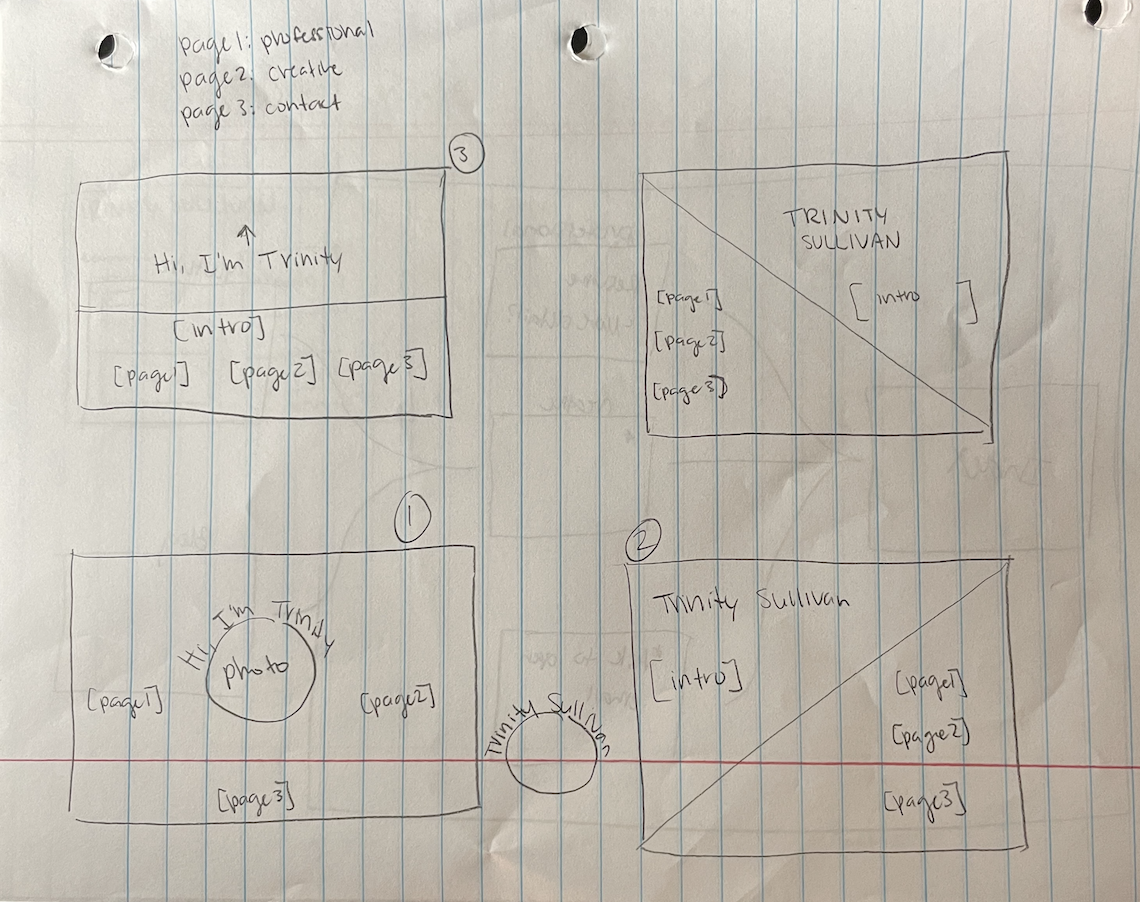 page 1: professional
page 2: creative
page 3: contact
3
Hi, I'm Trinity
[intro]
[page1] [page2] [page3]
TRINITY
SULLIVAN
[intro]
[page1]
[page2]
[page3]
1
Hi, I'm Trinity
photo
[page1]
[page2]
[page3]
Trinity Sullivan
2
Trinity Sullivan
[intro]
[page1]
[page2]
[page3]